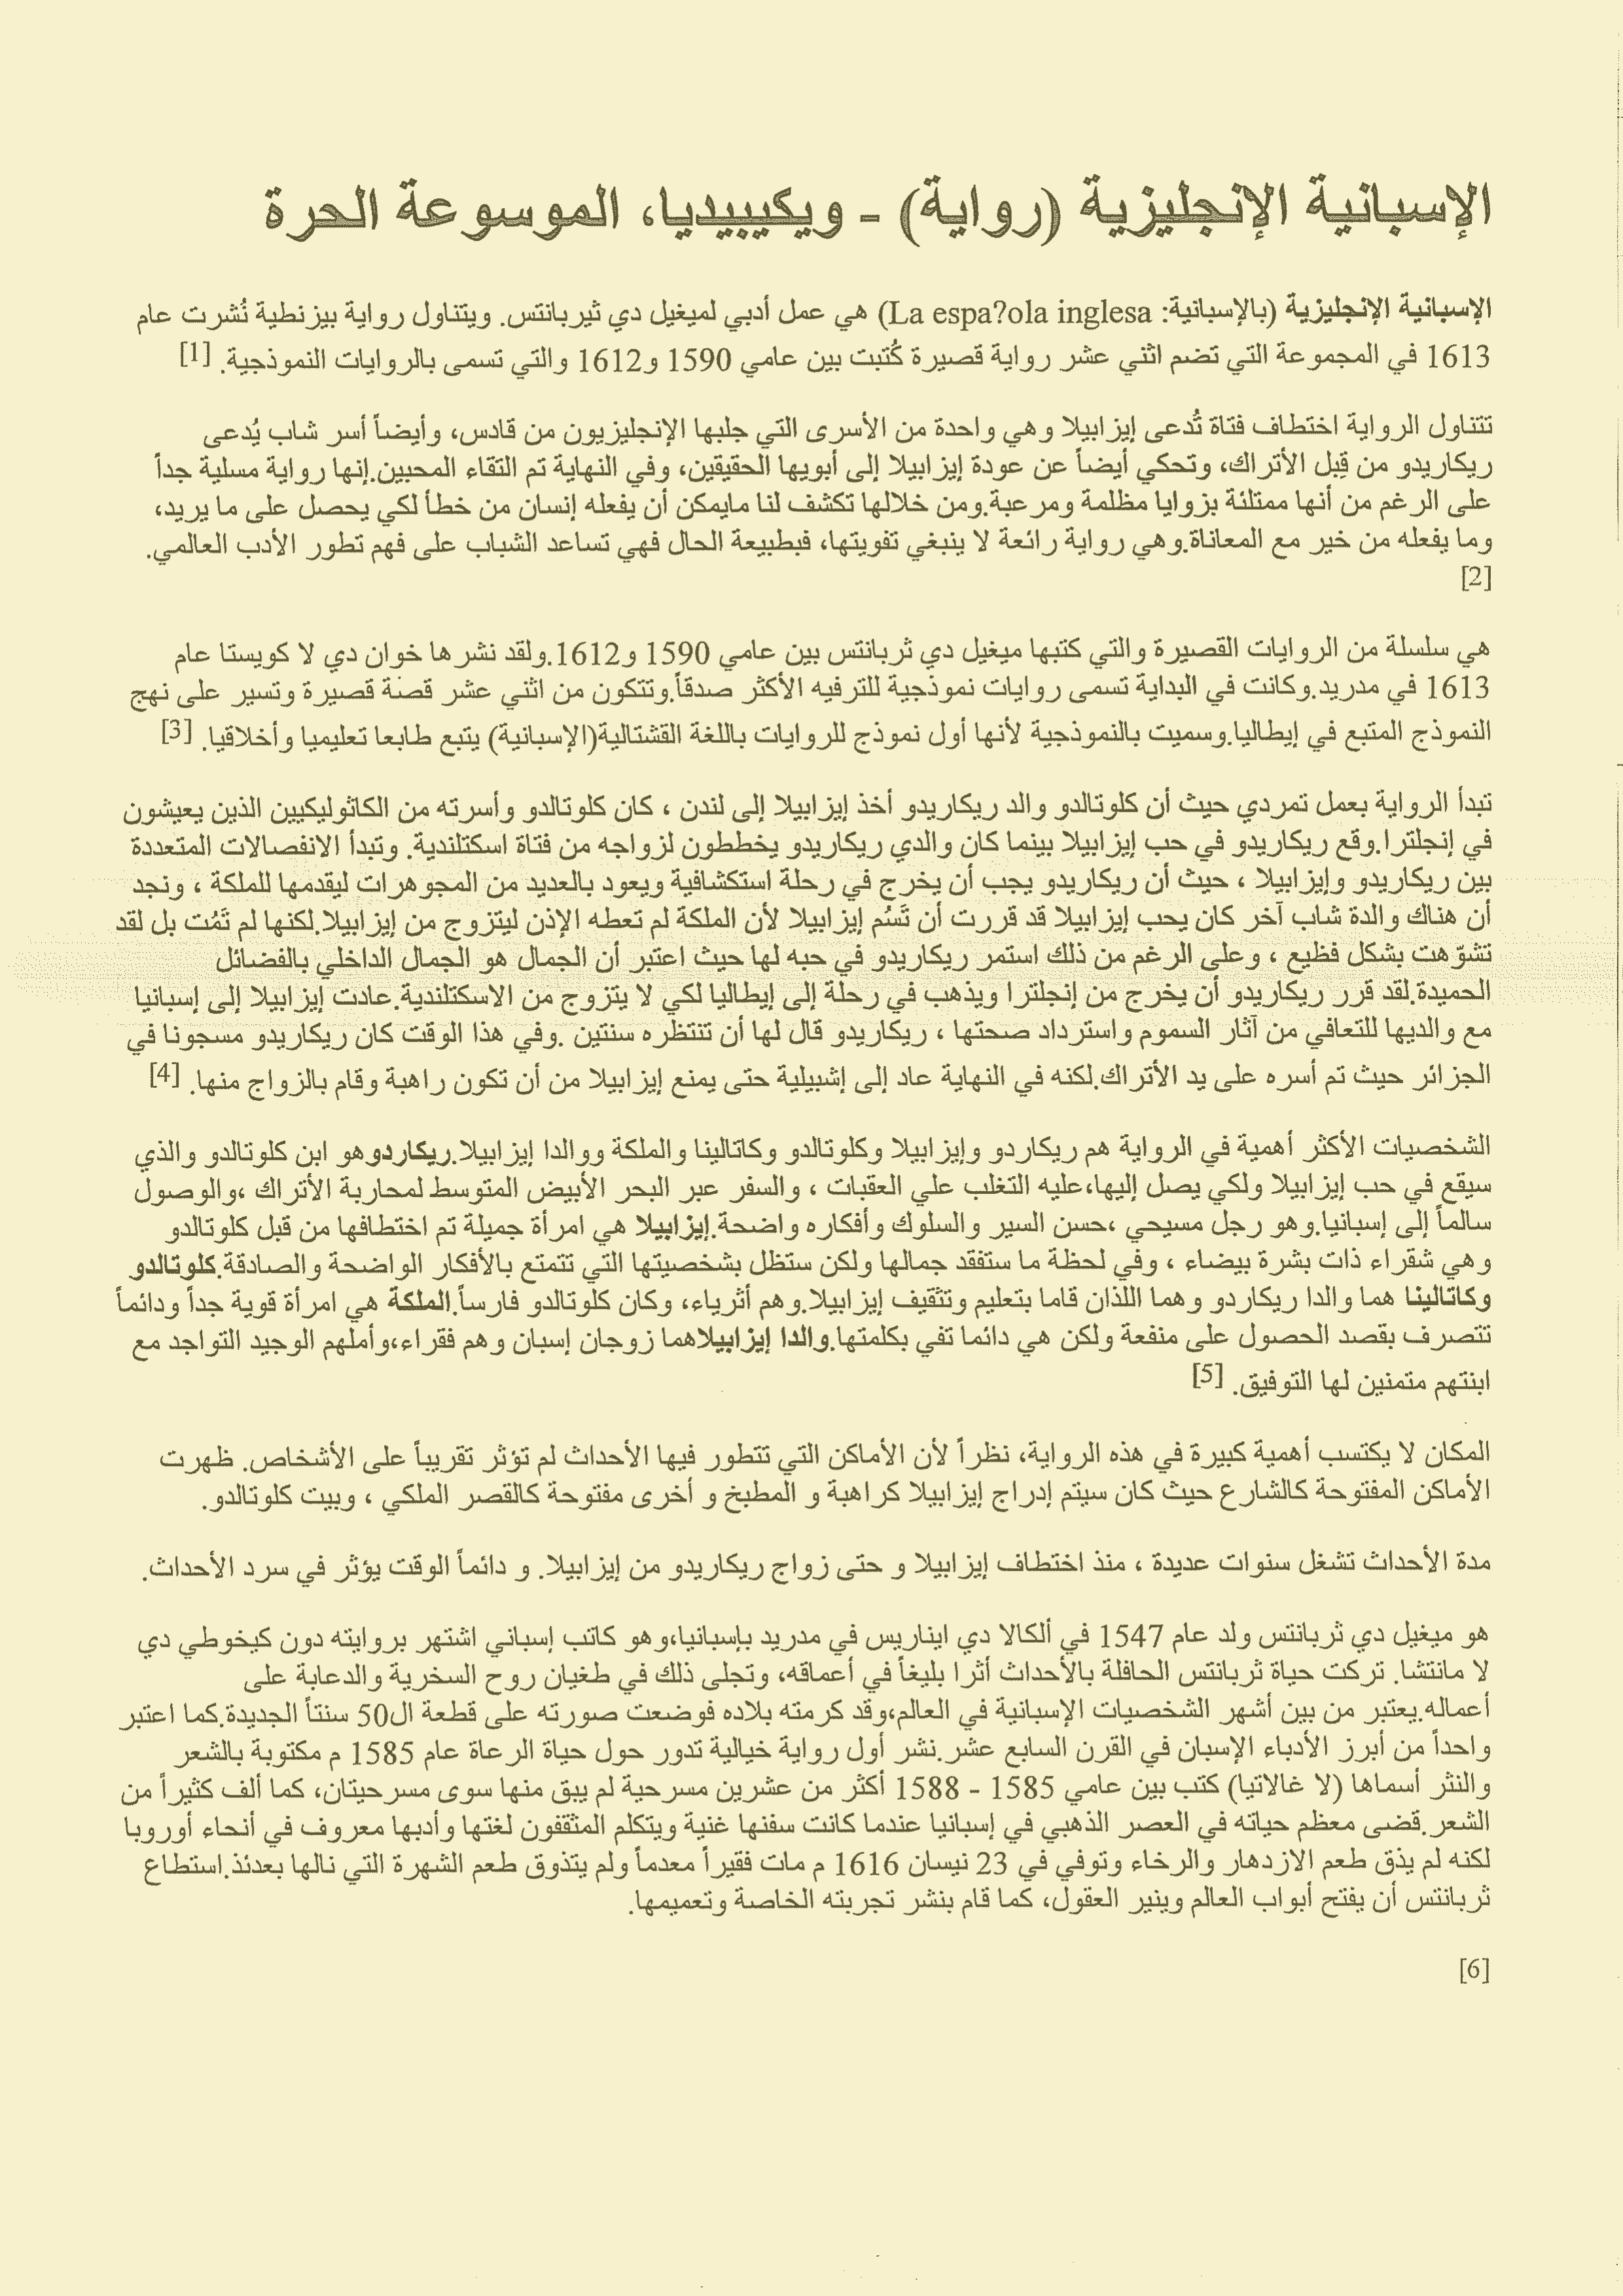 الإسبانية الإنجليزية (رواية) - ويكيبيديا، الموسوعة الحرة
الإسبانية الإنجليزية (بالإسبانية: La espa?ola inglesa) هي عمل أدبي لميغيل دي ثيربانتس. ويتناول رواية بيزنطية نُشرت عام
1613 في المجموعة التي تضم اثني عشر رواية قصيرة كُتبت بين عامي 1590 و1612 والتي تسمى بالروايات النموذجية. [1]
تتناول الرواية اختطاف فتاة تُدعى إيزابيلا وهي واحدة من الأسرى التي جلبها الإنجليزيون من قادس، وأيضاً أسر شاب يُدعى
ريكاريدو من قِبل الأتراك، وتحكي أيضاً عن عودة إيزابيلا إلى أبويها الحقيقين، وفي النهاية تم التقاء المحبين.إنها رواية مسلية جداً
على الرغم من أنها ممتلئة بزوايا مظلمة ومرعبة.ومن خلالها تكشف لنا مايمكن أن يفعله إنسان من خطأ لكي يحصل على ما يريد،
وما يفعله من خير مع المعاناة.وهي رواية رائعة لا ينبغي تفويتها، فبطبيعة الحال فهي تساعد الشباب على فهم تطور الأدب العالمي.
[2]
هي سلسلة من الروايات القصيرة والتي كتبها ميغيل دي ثربانتس بين عامي 1590 و1612.ولقد نشرها خوان دي لا كويستا عام
1613 في مدريد.وكانت في البداية تسمى روايات نموذجية للترفيه الأكثر صدقاً.وتتكون من اثني عشر قصة قصيرة وتسير على نهج
النموذج المتبع في إيطاليا.وسميت بالنموذجية لأنها أول نموذج للروايات باللغة القشتالية(الإسبانية) يتبع طابعا تعليميا وأخلاقيا. [3]
تبدأ الرواية بعمل تمردي حيث أن كلوتالدو والد ريكاريدو أخذ إيزابيلا إلى لندن ، كان كلوتالدو وأسرته من الكاثوليكيين الذين يعيشون
في إنجلترا.وقع ريكاريدو في حب إيزابيلا بينما كان والدي ريكاريدو يخططون لزواجه من فتاة اسكتلندية. وتبدأ الانفصالات المتعددة
بين ريكاريدو وإيزابيلا ، حيث أن ريكاريدو يجب أن يخرج في رحلة استكشافية ويعود بالعديد من المجوهرات ليقدمها للملكة ، ونجد
أن هناك والدة شاب آخر كان يحب إيزابيلا قد قررت أن تَسُم إيزابيلا لأن الملكة لم تعطه الإذن ليتزوج من إيزابيلا.لكنها لم تَمُت بل لقد
تشوّهت بشكل فظيع ، وعلى الرغم من ذلك استمر ريكاريدو في حبه لها حيث اعتبر أن الجمال هو الجمال الداخلي بالفضائل
الحميدة.لقد قرر ريكاريدو أن يخرج من إنجلترا ويذهب في رحلة إلى إيطاليا لكي لا يتزوج من الاسكتلندية.عادت إيزابيلا إلى إسبانيا
مع والديها للتعافي من آثار السموم واسترداد صحتها ، ريكاريدو قال لها أن تنتظره سنتين .وفي هذا الوقت كان ريكاريدو مسجونا في
الجزائر حيث تم أسره على يد الأتراك.لكنه في النهاية عاد إلى إشبيلية حتى يمنع إيزابيلا من أن تكون راهبة وقام بالزواج منها. [4]
الشخصيات الأكثر أهمية في الرواية هم ريكاردو وإيزابيلا وكلوتالدو وكاتالينا والملكة ووالدا إيزابيلا.ريكاردوهو ابن كلوتالدو والذي
سيقع في حب إيزابيلا ولكي يصل إليها،عليه التغلب علي العقبات ، والسفر عبر البحر الأبيض المتوسط لمحاربة الأتراك ،والوصول
سالماً إلى إسبانيا.وهو رجل مسيحي ،حسن السير والسلوك وأفكاره واضحة.إيزابيلا هي امرأة جميلة تم اختطافها من قبل كلوتالدو
وهي شقراء ذات بشرة بيضاء ، وفي لحظة ما ستفقد جمالها ولكن ستظل بشخصيتها التي تتمتع بالأفكار الواضحة والصادقة.كلوتالدو
وكاتالينا هما والدا ريكاردو وهما اللذان قاما بتعليم وتثقيف إيزابيلا.وهم أثرياء، وكان كلوتالدو فارساً.الملكة هي امرأة قوية جداً ودائماً
تتصرف بقصد الحصول على منفعة ولكن هي دائما تفي بكلمتها.والدا إيزابيلاهما زوجان إسبان وهم فقراء،وأملهم الوجيد التواجد مع
ابنتهم متمنين لها التوفيق. [5]
المكان لا يكتسب أهمية كبيرة في هذه الرواية، نظراً لأن الأماكن التي تتطور فيها الأحداث لم تؤثر تقريباً على الأشخاص. ظهرت
الأماكن المفتوحة كالشارع حيث كان سيتم إدراج إيزابيلا كراهبة و المطبخ و أخرى مفتوحة كالقصر الملكي ، وبيت كلوتالدو.
مدة الأحداث تشغل سنوات عديدة ، منذ اختطاف إيزابيلا و حتى زواج ريكاريدو من إيزابيلا. و دائماً الوقت يؤثر في سرد الأحداث.
هو ميغيل دي ثربانتس ولد عام 1547 في ألكالا دي ايناريس في مدريد بإسبانيا،وهو كاتب إسباني اشتهر بروايته دون كيخوطي دي
لا مانتشا. تركت حياة ثربانتس الحافلة بالأحداث أثرا بليغاً في أعماقه، وتجلى ذلك في طغيان روح السخرية والدعابة على
أعماله.يعتبر من بين أشهر الشخصيات الإسبانية في العالم،وقد كرمته بلاده فوضعت صورته على قطعة ال50 سنتاً الجديدة.كما اعتبر
واحداً من أبرز الأدباء الإسبان في القرن السابع عشر.نشر أول رواية خيالية تدور حول حياة الرعاة عام 1585 م مكتوبة بالشعر
والنثر أسماها (لا غالاتيا) كتب بين عامي 1585 - 1588 أكثر من عشرين مسرحية لم يبق منها سوى مسرحيتان، كما ألف كثيراً من
الشعر.قضى معظم حياته في العصر الذهبي في إسبانيا عندما كانت سفنها غنية ويتكلم المثقفون لغتها وأدبها معروف في أنحاء أوروبا
لكنه لم يذق طعم الازدهار والرخاء وتوفي في 23 نيسان 1616 م مات فقيراً معدماً ولم يتذوق طعم الشهرة التي نالها بعدئذ.استطاع
ثربانتس أن يفتح أبواب العالم وينير العقول، كما قام بنشر تجربته الخاصة وتعميمها.
[6]